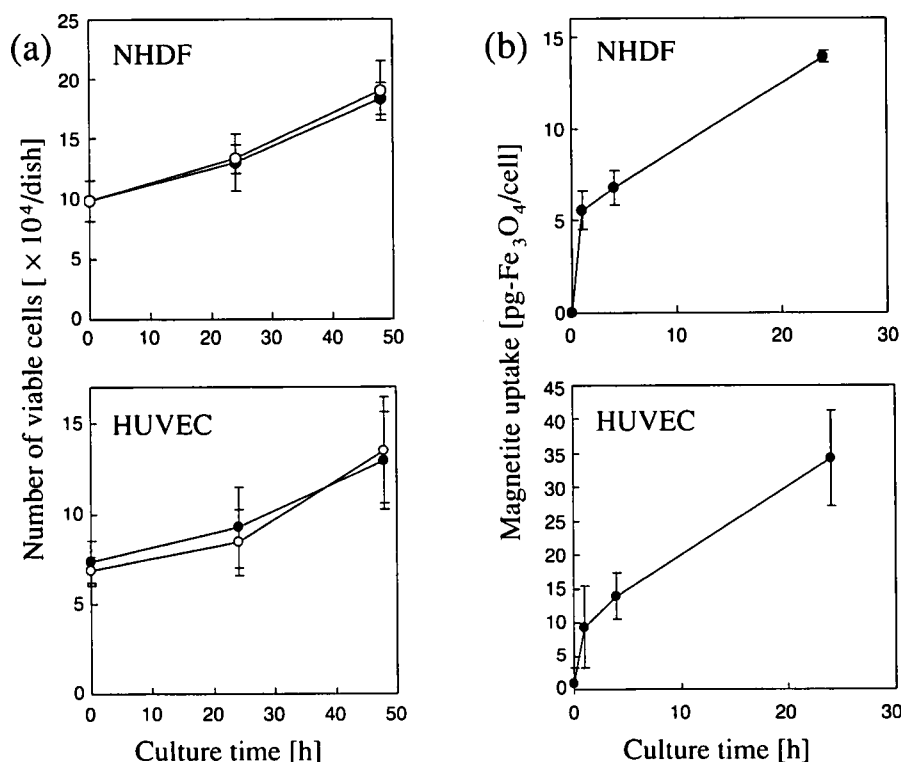 (a)
NHDF
25
20
15
10
5
0
0 10 20 30 40 50
HUVEC
15
10
5
0
0 10 20 30 40 50
Number of viable cells [ × 10⁴/dish]
Culture time [h]
(b)
NHDF
15
10
5
0
0 10 20 30
HUVEC
45
40
35
30
25
20
15
10
5
0
0 10 20 30
Magnetite uptake [pg-Fe₃O₄/cell]
Culture time [h]